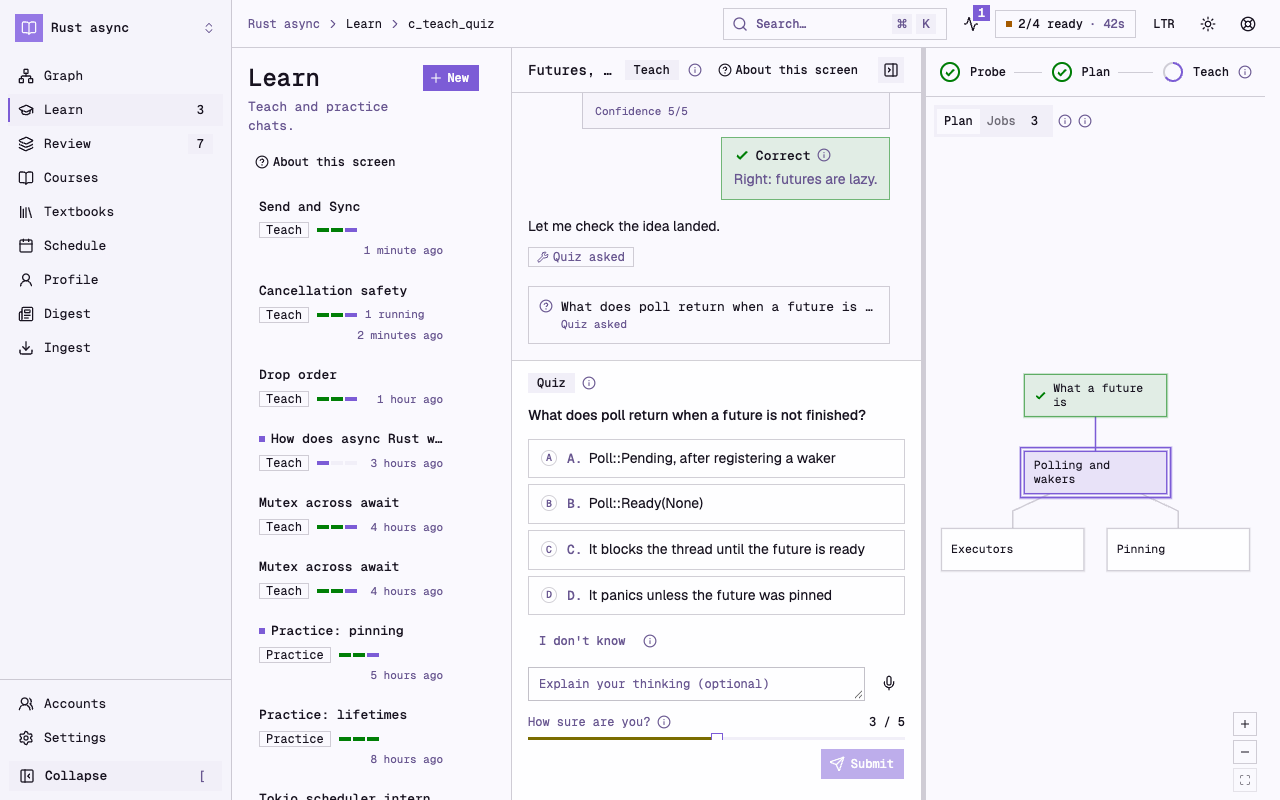 Rust async
Graph
Learn 3
Review 7
Courses
Textbooks
Schedule
Profile
Digest
Ingest
Accounts
Settings
Collapse [
Rust async > Learn > c_teach_quiz
Search… ⌘ K
1
2/4 ready · 42s
LTR
Learn
+ New
Teach and practice
chats.
About this screen
Send and Sync
Teach
1 minute ago
Cancellation safety
Teach 1 running
2 minutes ago
Drop order
Teach 1 hour ago
How does async Rust w…
Teach 3 hours ago
Mutex across await
Teach 4 hours ago
Mutex across await
Teach 4 hours ago
Practice: pinning
Practice
5 hours ago
Practice: lifetimes
Practice
8 hours ago
Tokio scheduler intern…
Futures, … Teach About this screen
Confidence 5/5
Correct
Right: futures are lazy.
Let me check the idea landed.
Quiz asked
What does poll return when a future is …
Quiz asked
Quiz
What does poll return when a future is not finished?
A A. Poll::Pending, after registering a waker
B B. Poll::Ready(None)
C C. It blocks the thread until the future is ready
D D. It panics unless the future was pinned
I don't know
Explain your thinking (optional)
How sure are you? 3 / 5
Submit
Probe Plan Teach
Plan Jobs 3
What a future
is
Polling and
wakers
Executors
Pinning